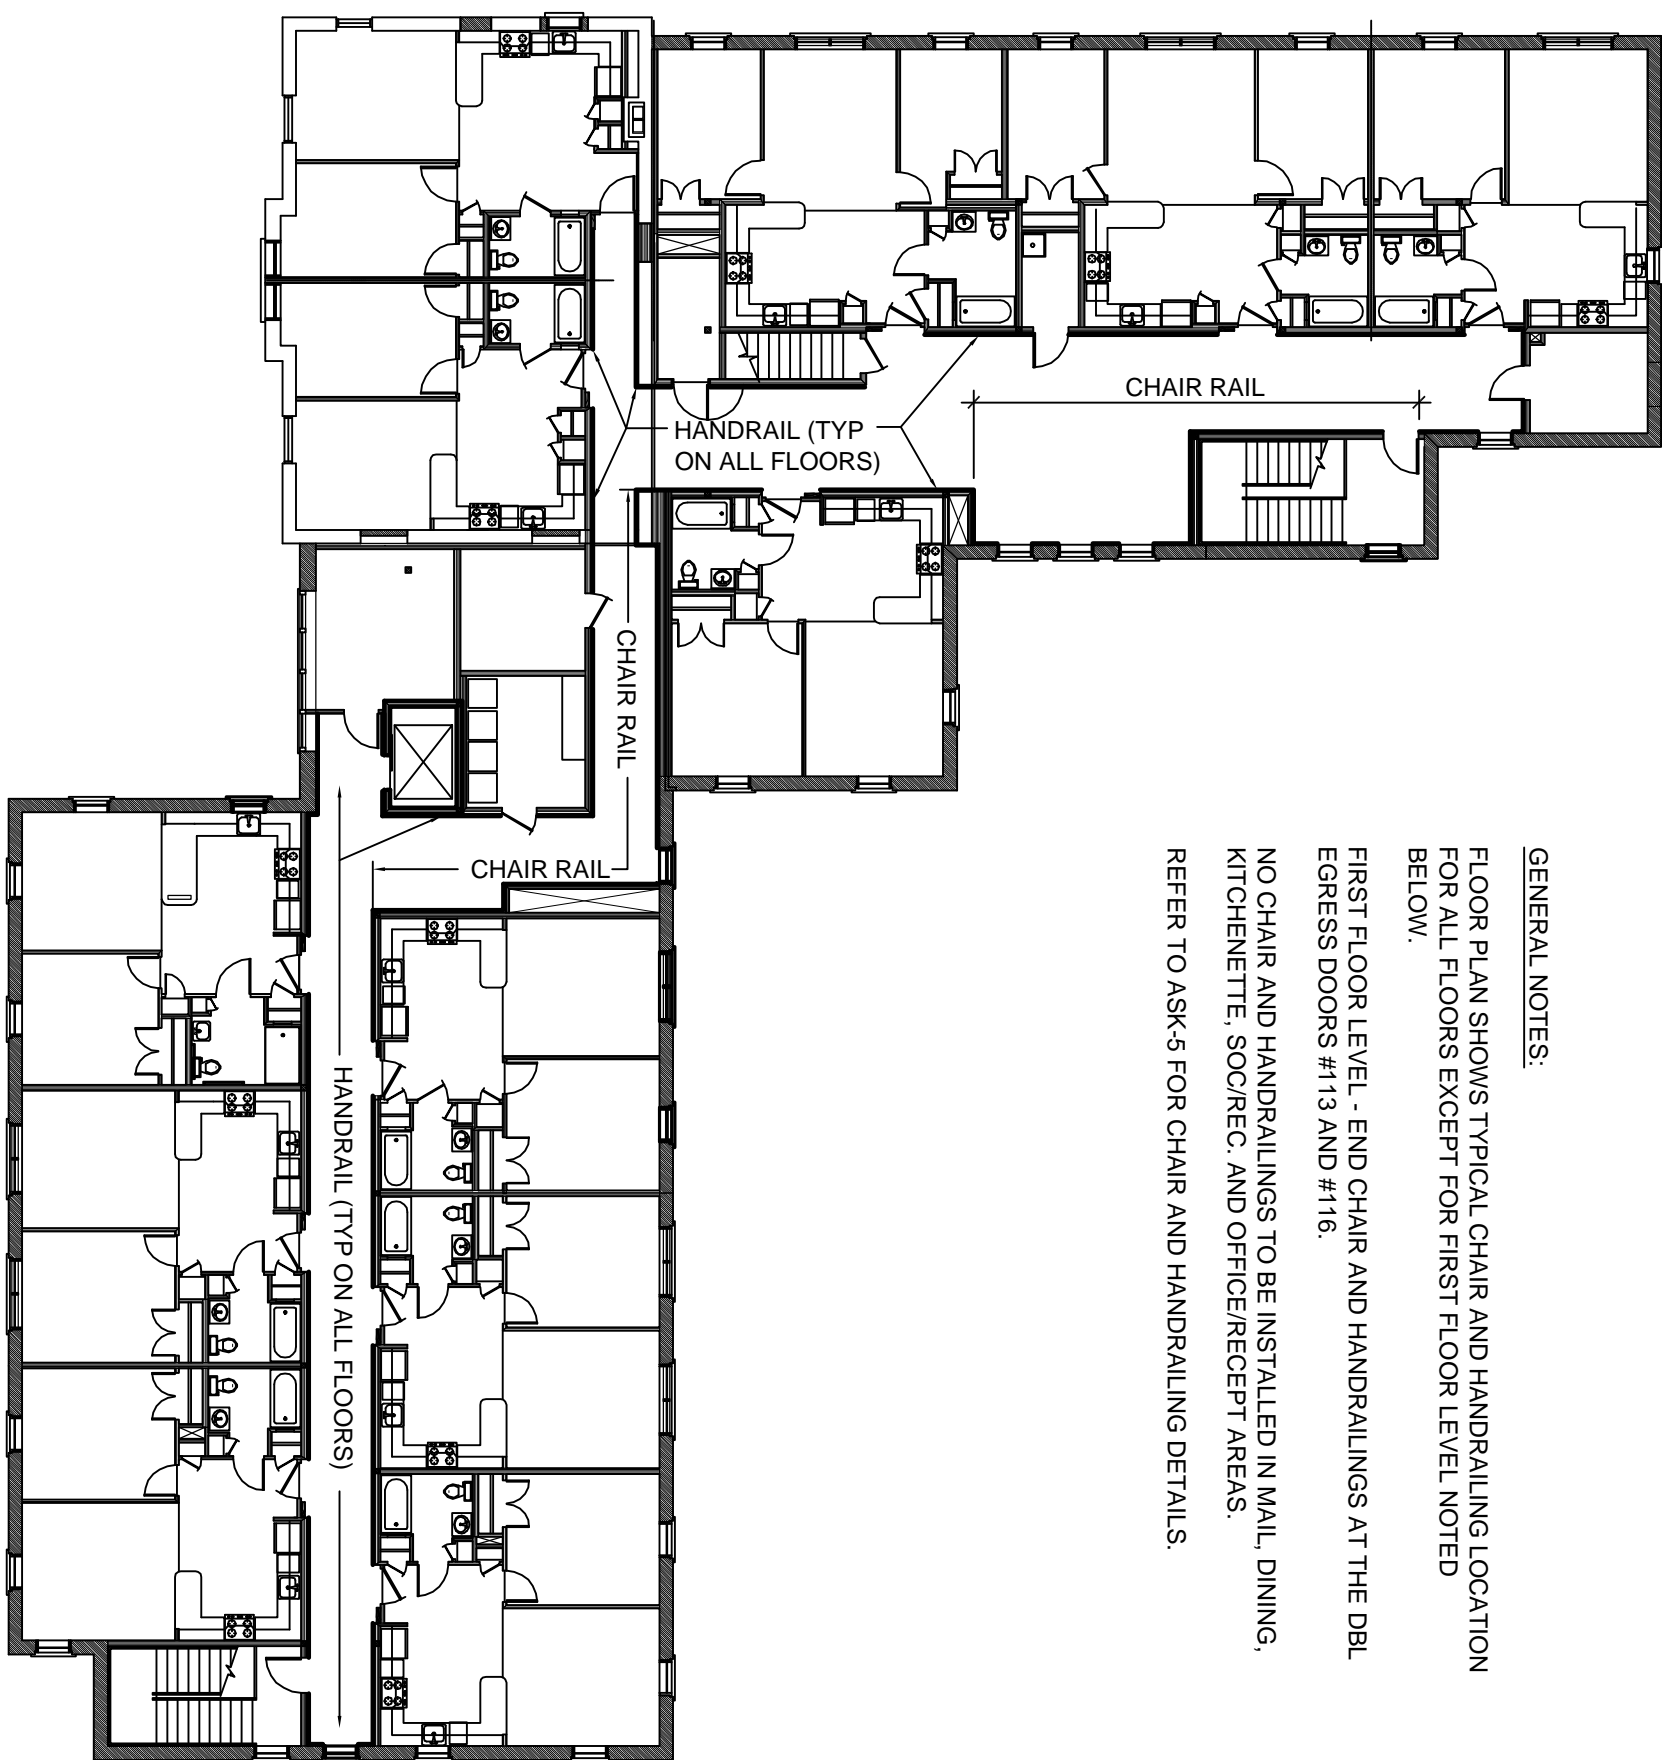 CHAIR RAIL
HANDRAIL (TYP
ON ALL FLOORS)
CHAIR RAIL
CHAIR RAIL
HANDRAIL (TYP ON ALL FLOORS)
GENERAL NOTES:
FLOOR PLAN SHOWS TYPICAL CHAIR AND HANDRAILING LOCATION
FOR ALL FLOORS EXCEPT FOR FIRST FLOOR LEVEL NOTED
BELOW.
FIRST FLOOR LEVEL - END CHAIR AND HANDRAILINGS AT THE DBL
EGRESS DOORS #113 AND #116.
NO CHAIR AND HANDRAILINGS TO BE INSTALLED IN MAIL, DINING,
KITCHENETTE, SOC/REC. AND OFFICE/RECEPT AREAS.
REFER TO ASK-5 FOR CHAIR AND HANDRAILING DETAILS.